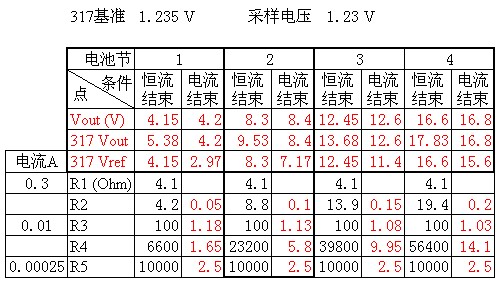 317基准 1.235 V 采样电压 1.23 V
电池节 1 2 3 4
点 条件 恒流结束 电流结束 恒流结束 电流结束 恒流结束 电流结束 恒流结束 电流结束
Vout (V) 4.15 4.2 8.3 8.4 12.45 12.6 16.6 16.8
317 Vout 5.38 4.2 9.53 8.4 13.68 12.6 17.83 16.8
电流A 317 Vref 4.15 2.97 8.3 7.17 12.45 11.4 16.6 15.6
0.3 R1 (Ohm) 4.1 4.1 4.1 4.1
R2 4.2 0.05 8.8 0.1 13.9 0.15 19.4 0.2
0.01 R3 100 1.18 100 1.13 100 1.08 100 1.03
R4 6600 1.65 23200 5.8 39800 9.95 56400 14.1
0.00025 R5 10000 2.5 10000 2.5 10000 2.5 10000 2.5